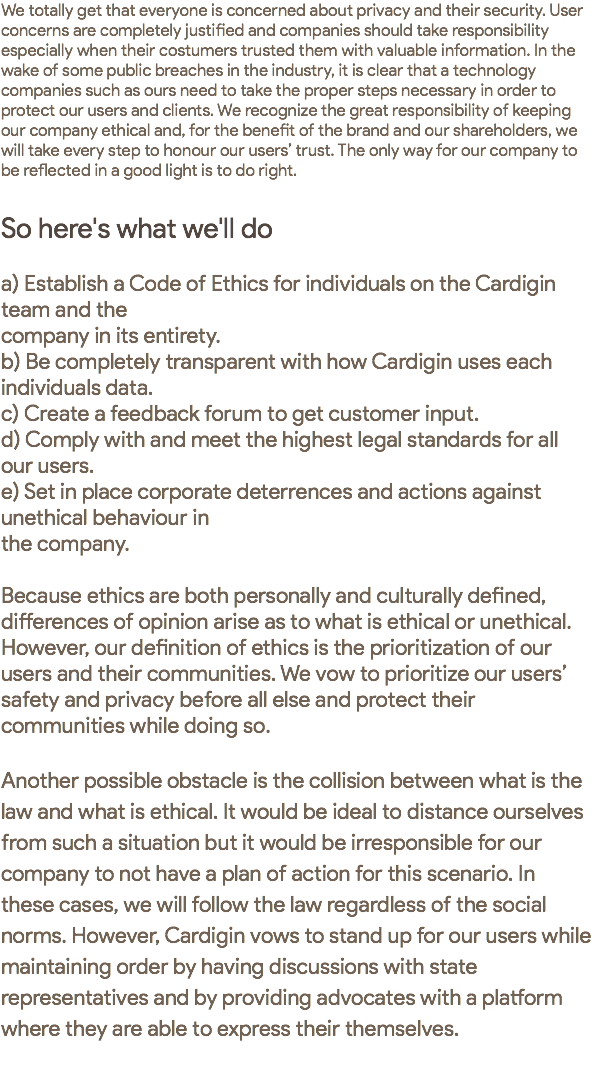 We totally get that everyone is concerned about privacy and their security. User
concerns are completely justified and companies should take responsibility
especially when their costumers trusted them with valuable information. In the
wake of some public breaches in the industry, it is clear that a technology
companies such as ours need to take the proper steps necessary in order to
protect our users and clients. We recognize the great responsibility of keeping
our company ethical and, for the benefit of the brand and our shareholders, we
will take every step to honour our users’ trust. The only way for our company to
be reflected in a good light is to do right.
So here's what we'll do
a) Establish a Code of Ethics for individuals on the Cardigin
team and the
company in its entirety.
b) Be completely transparent with how Cardigin uses each
individuals data.
c) Create a feedback forum to get customer input.
d) Comply with and meet the highest legal standards for all
our users.
e) Set in place corporate deterrences and actions against
unethical behaviour in
the company.
Because ethics are both personally and culturally defined,
differences of opinion arise as to what is ethical or unethical.
However, our definition of ethics is the prioritization of our
users and their communities. We vow to prioritize our users’
safety and privacy before all else and protect their
communities while doing so.
Another possible obstacle is the collision between what is the
law and what is ethical. It would be ideal to distance ourselves
from such a situation but it would be irresponsible for our
company to not have a plan of action for this scenario. In
these cases, we will follow the law regardless of the social
norms. However, Cardigin vows to stand up for our users while
maintaining order by having discussions with state
representatives and by providing advocates with a platform
where they are able to express their themselves.